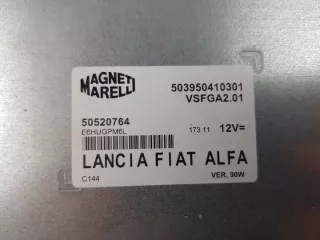 MAGNETI MARELLI
503950410301
VSFGA2.01
50520764
E6HUGPM6L
173 11 12V=
LANCIA FIAT ALFA
C144 VER. 90W